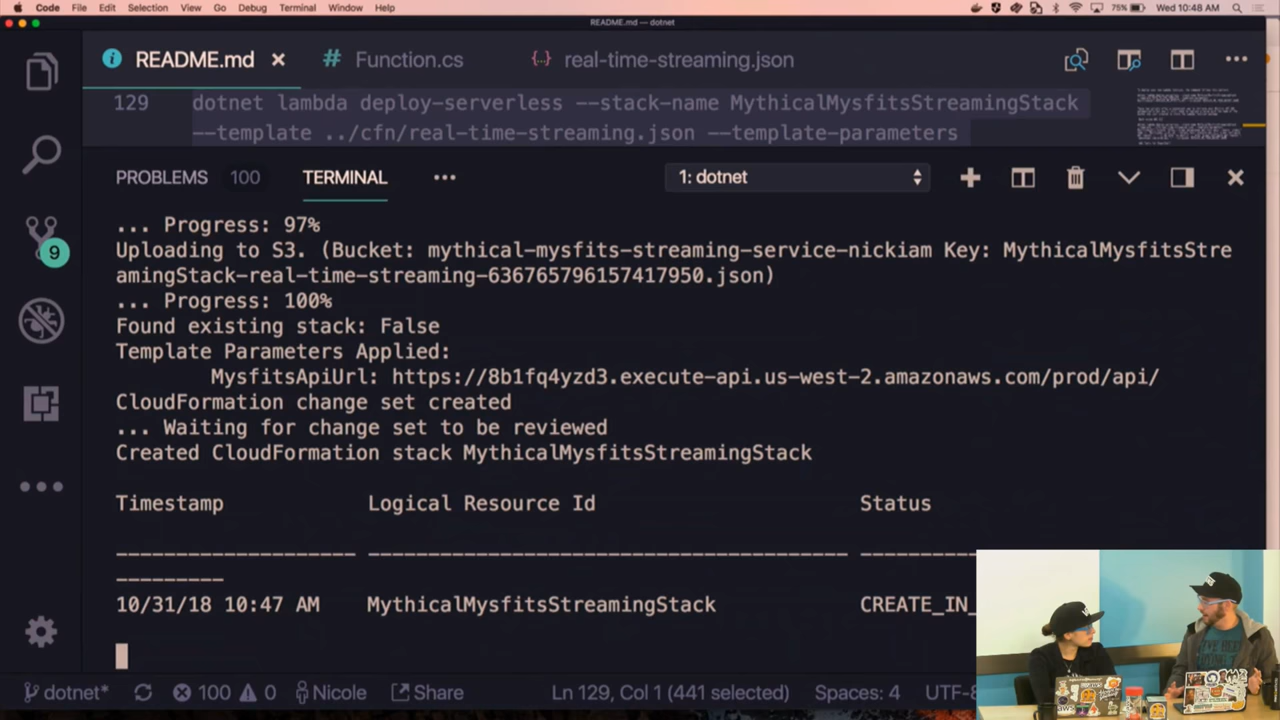 Code File Edit Selection View Go Debug Terminal Window Help 75% Wed 10:48 AM
README.md — dotnet
README.md Function.cs real-time-streaming.json
129 dotnet lambda deploy-serverless --stack-name MythicalMysfitsStreamingStack
--template ../cfn/real-time-streaming.json --template-parameters
PROBLEMS 100 TERMINAL ••• 1: dotnet
... Progress: 97%
Uploading to S3. (Bucket: mythical-mysfits-streaming-service-nickiam Key: MythicalMysfitsStre
amingStack-real-time-streaming-636765796157417950.json)
... Progress: 100%
Found existing stack: False
Template Parameters Applied:
MysfitsApiUrl: https://8b1fq4yzd3.execute-api.us-west-2.amazonaws.com/prod/api/
CloudFormation change set created
... Waiting for change set to be reviewed
Created CloudFormation stack MythicalMysfitsStreamingStack
Timestamp Logical Resource Id Status
10/31/18 10:47 AM MythicalMysfitsStreamingStack CREATE_IN_
9
dotnet* 100 0 Nicole Share Ln 129, Col 1 (441 selected) Spaces: 4 UTF-8